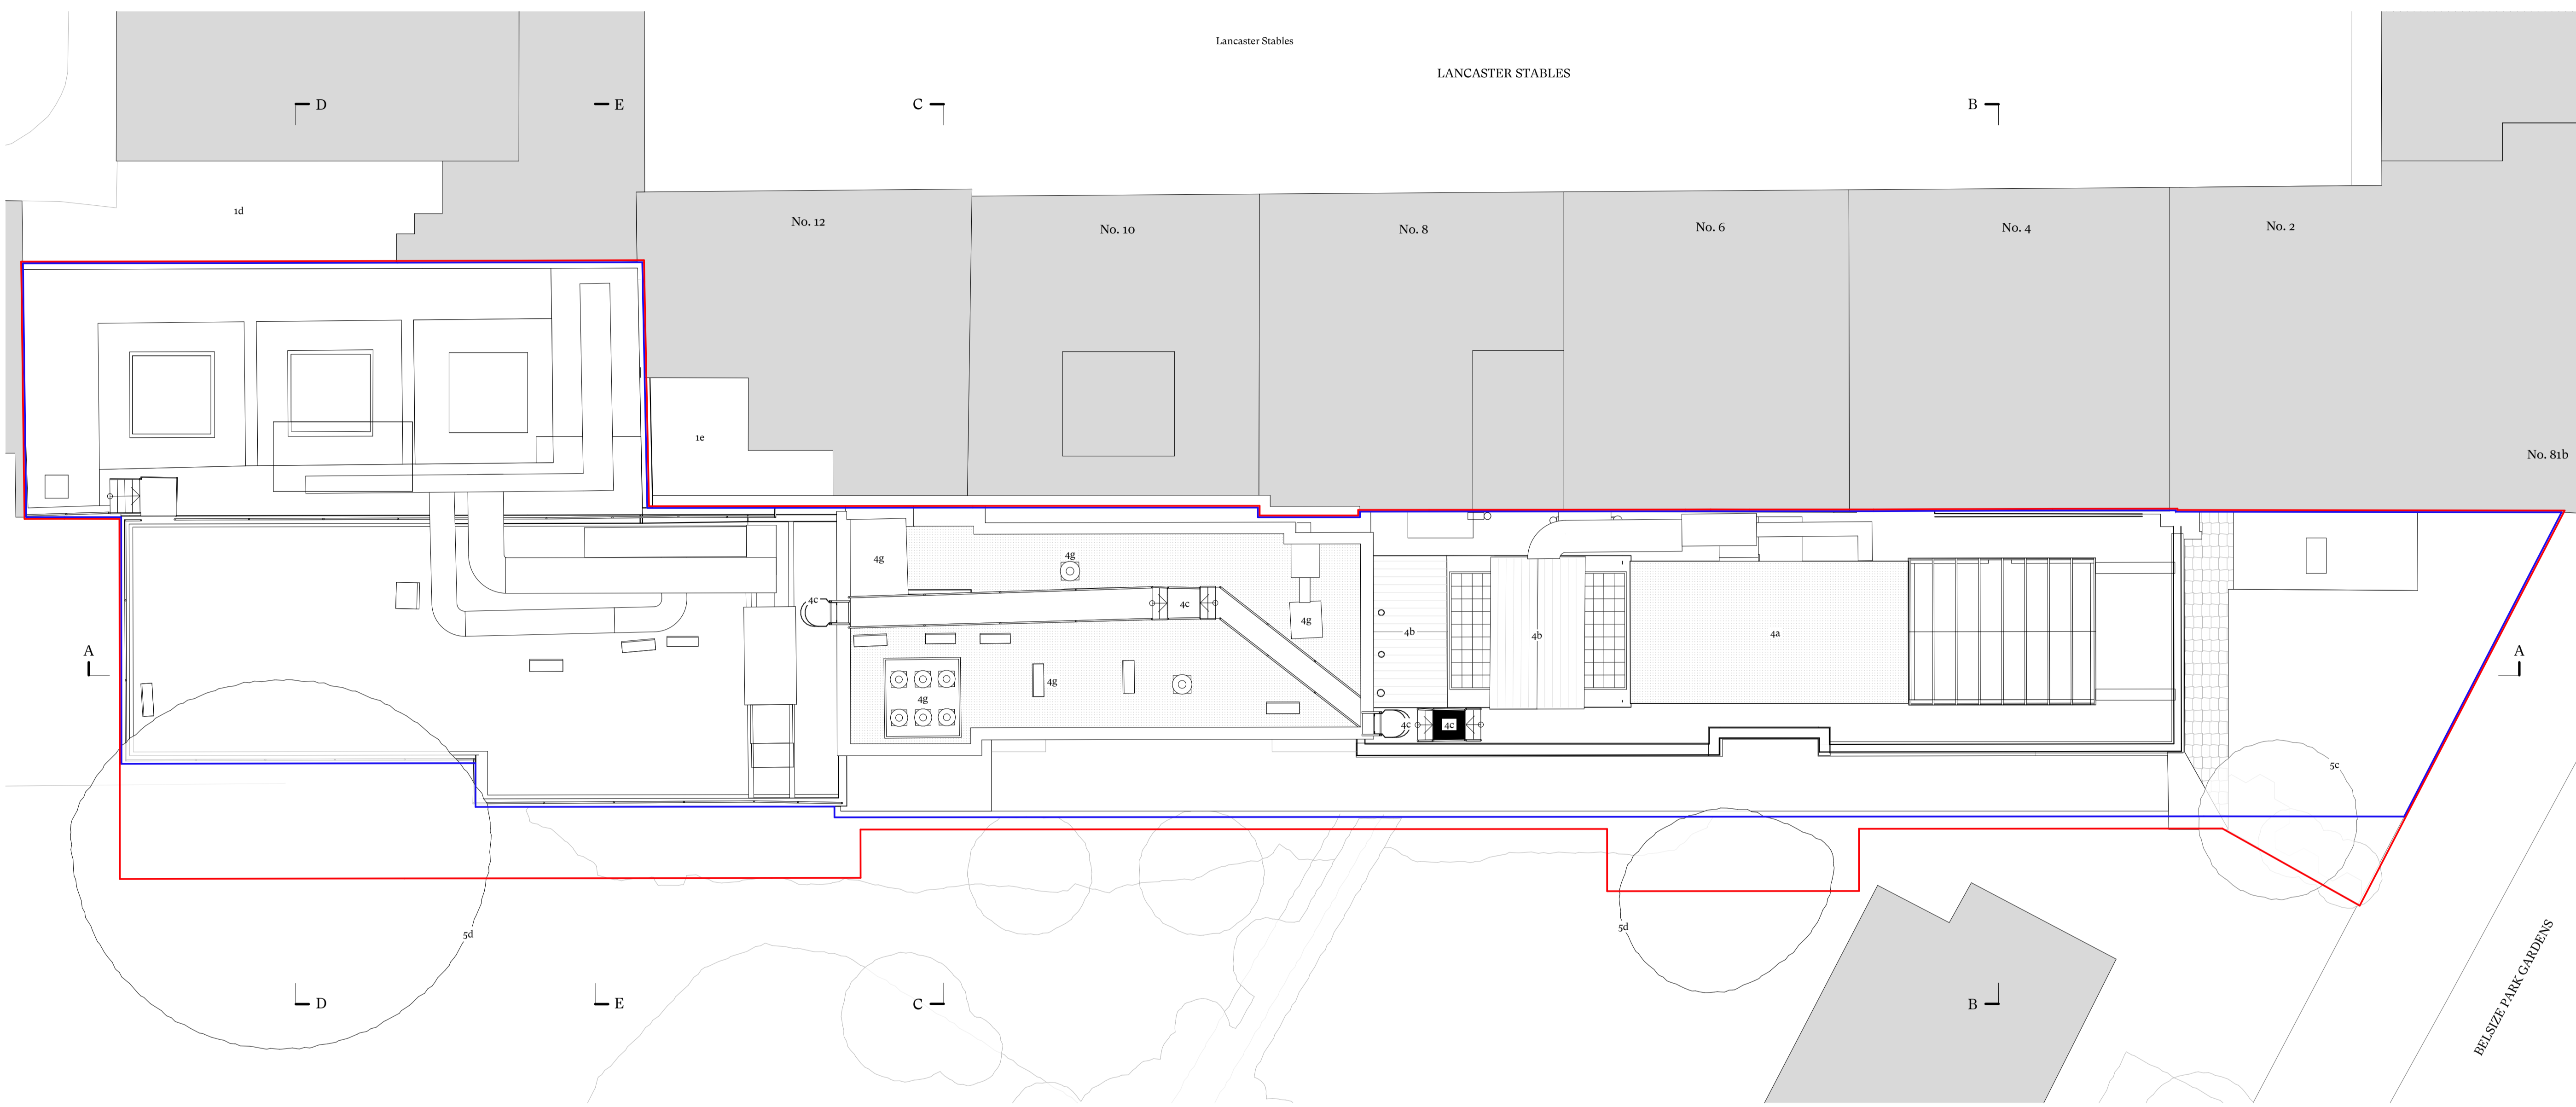 Lancaster Stables
LANCASTER STABLES
D
E
C
B
1d
No. 12
No. 10
No. 8
No. 6
No. 4
No. 2
1e
No. 81b
4g
4g
4c
4c
4g
4b
4b
4a
A
A
4g
4g
4c
4c
5c
5d
5d
D
E
C
B
BELSIZE PARK GARDENS